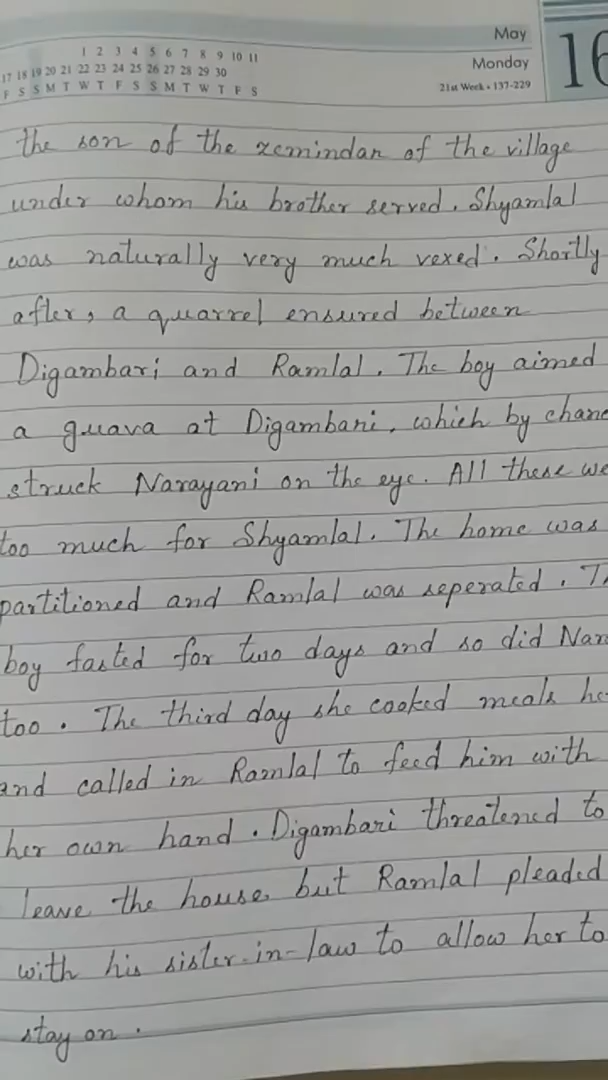 May
16
1 2 3 4 5 6 7 8 9 10 11
Monday
17 18 19 20 21 22 23 24 25 26 27 28 29 30
21st Week • 137-229
F S S M T W T F S S M T W T F S
the son of the zemindar of the village
under whom his brother served. Shyamlal
was naturally very much vexed. Shortly
after, a quarrel ensured between
Digambari and Ramlal. The boy aimed
a guava at Digambari, which by chanc
struck Narayani on the eye. All these we
too much for Shyamlal. The home was
partitioned and Ramlal was seperated. Th
boy fasted for two days and so did Nar
too. The third day she cooked meals he
and called in Ramlal to feed him with
her own hand. Digambari threatened to
leave the house but Ramlal pleaded
with his sister-in-law to allow her to
stay on.